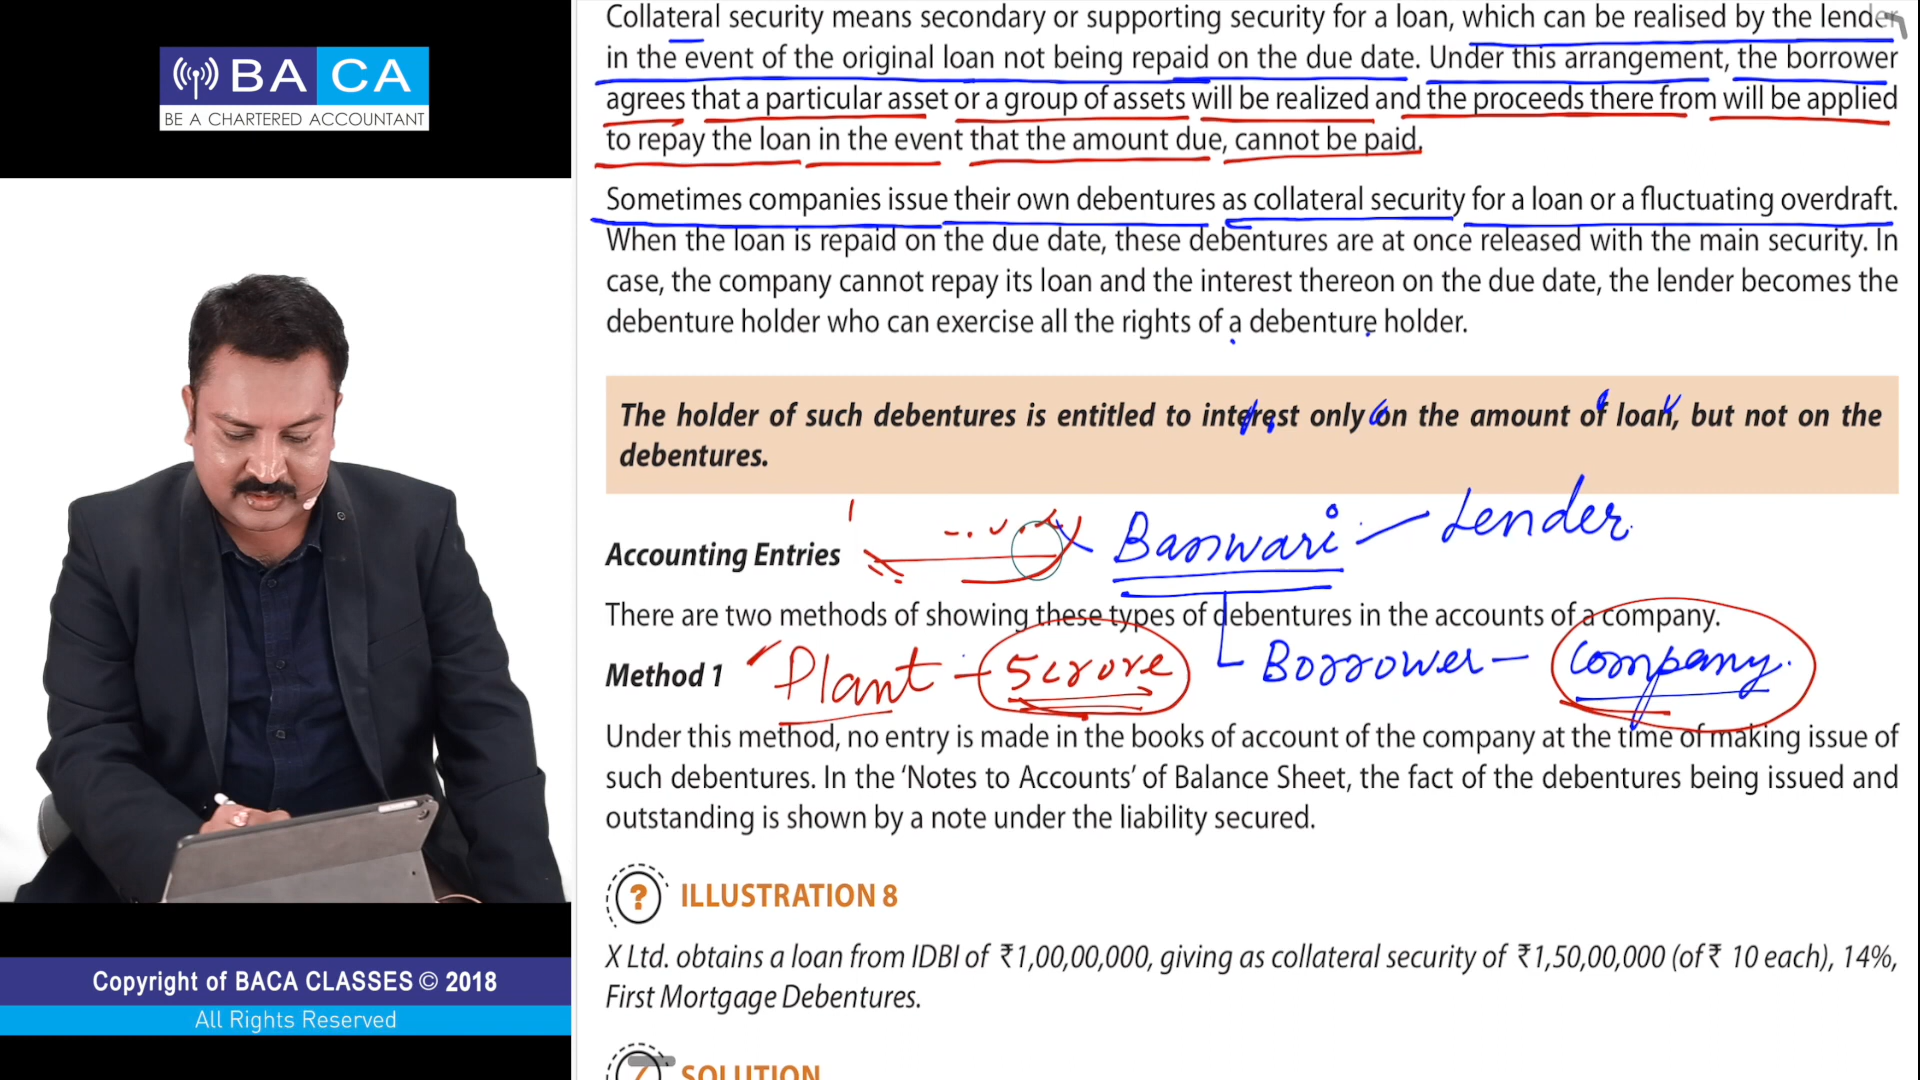 BA CA
BE A CHARTERED ACCOUNTANT
Collateral security means secondary or supporting security for a loan, which can be realised by the lender
in the event of the original loan not being repaid on the due date. Under this arrangement, the borrower
agrees that a particular asset or a group of assets will be realized and the proceeds there from will be applied
to repay the loan in the event that the amount due, cannot be paid.
Sometimes companies issue their own debentures as collateral security for a loan or a fluctuating overdraft.
When the loan is repaid on the due date, these debentures are at once released with the main security. In
case, the company cannot repay its loan and the interest thereon on the due date, the lender becomes the
debenture holder who can exercise all the rights of a debenture holder.
The holder of such debentures is entitled to interest only on the amount of loan, but not on the
debentures.
Banwari – Lender
Accounting Entries
There are two methods of showing these types of debentures in the accounts of a company.
Method 1
Plant – 5 crore
Borrower – company.
Under this method, no entry is made in the books of account of the company at the time of making issue of
such debentures. In the ‘Notes to Accounts’ of Balance Sheet, the fact of the debentures being issued and
outstanding is shown by a note under the liability secured.
? ILLUSTRATION 8
X Ltd. obtains a loan from IDBI of ₹1,00,00,000, giving as collateral security of ₹1,50,00,000 (of ₹ 10 each), 14%,
First Mortgage Debentures.
SOLUTION
Copyright of BACA CLASSES © 2018
All Rights Reserved